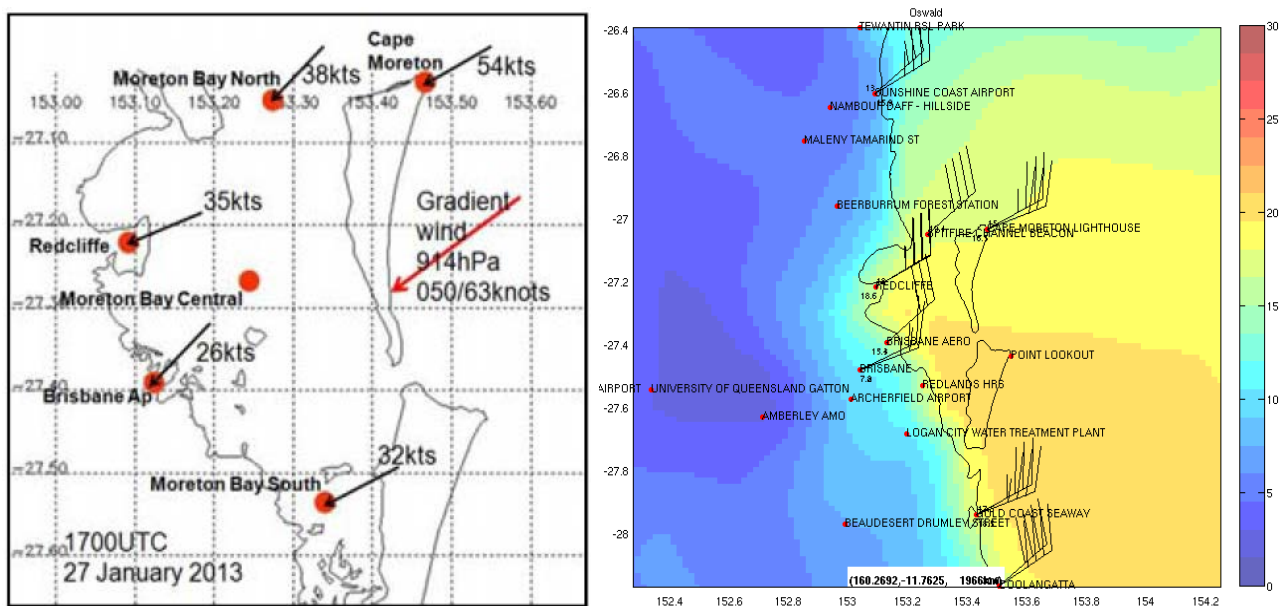 Cape
Moreton
38kts
54kts
Moreton Bay North
153.00 153.10 153.20 153.30 153.40 153.50 153.60
-27.10
35kts
-27.20
Gradient
wind
914hPa
050/63knots
Redcliffe
Moreton Bay Central
-27.10
26kts
-27.40
Brisbane Ap
32kts
-27.50
Moreton Bay South
1700UTC
27 January 2013
-27.60
Oswald
TEWANTIN RSL PARK
SUNSHINE COAST AIRPORT
NAMBOUR DAFF - HILLSIDE
MALENY TAMARIND ST
BEERBURRUM FOREST STATION
CAPE MORETON LIGHTHOUSE
SPITFIRE CHANNEL BEACON
REDCLIFFE
18.6
BRISBANE AERO
POINT LOOKOUT
BRISBANE
AIRPORT
UNIVERSITY OF QUEENSLAND GATTON
REDLANDS HRS
ARCHERFIELD AIRPORT
AMBERLEY AMO
LOGAN CITY WATER TREATMENT PLANT
GOLD COAST SEAWAY
BEAUDESERT DRUMLEY STREET
COOLANGATTA
-26.4
-26.6
-26.8
-27
-27.2
-27.4
-27.6
-27.8
-28
152.4 152.6 152.8 153 153.2 153.4 153.6 153.8 154 154.2
30
25
20
15
10
5
0